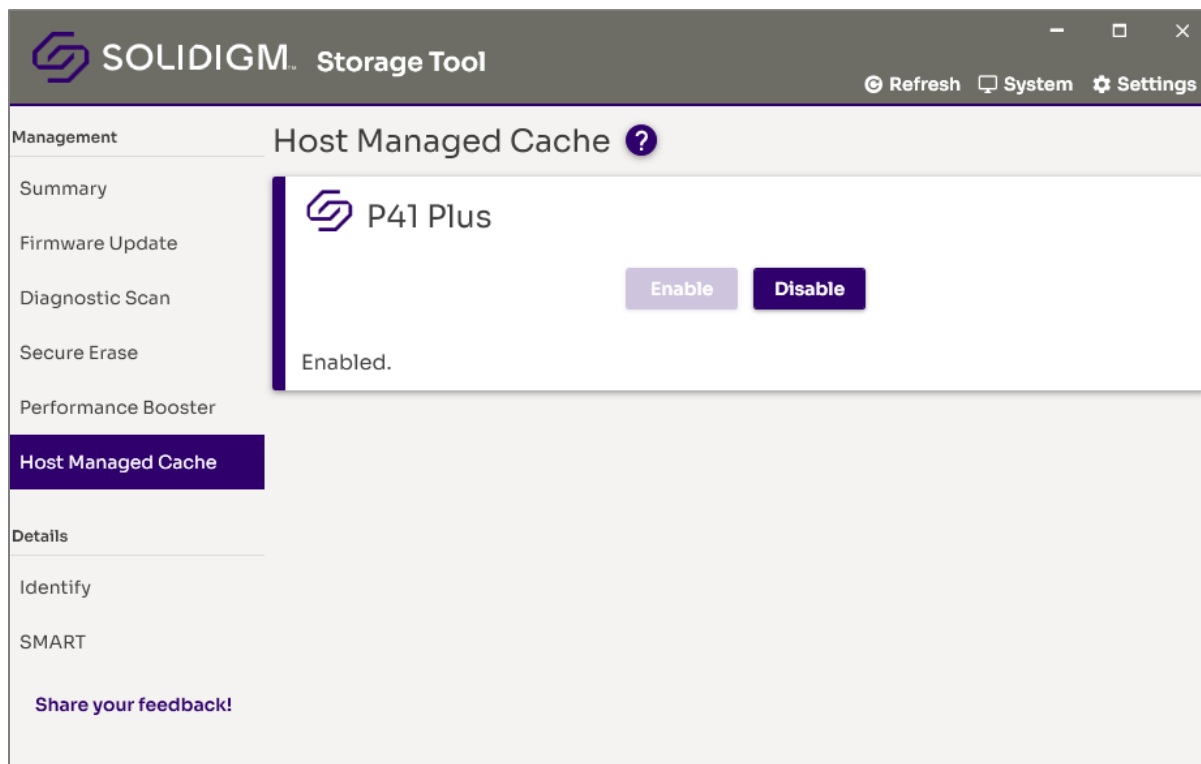 SOLIDIGM™ Storage Tool
Refresh System Settings
Management
Summary
Firmware Update
Diagnostic Scan
Secure Erase
Performance Booster
Host Managed Cache
Details
Identify
SMART
Share your feedback!
Host Managed Cache ?
P41 Plus
Enable Disable
Enabled.